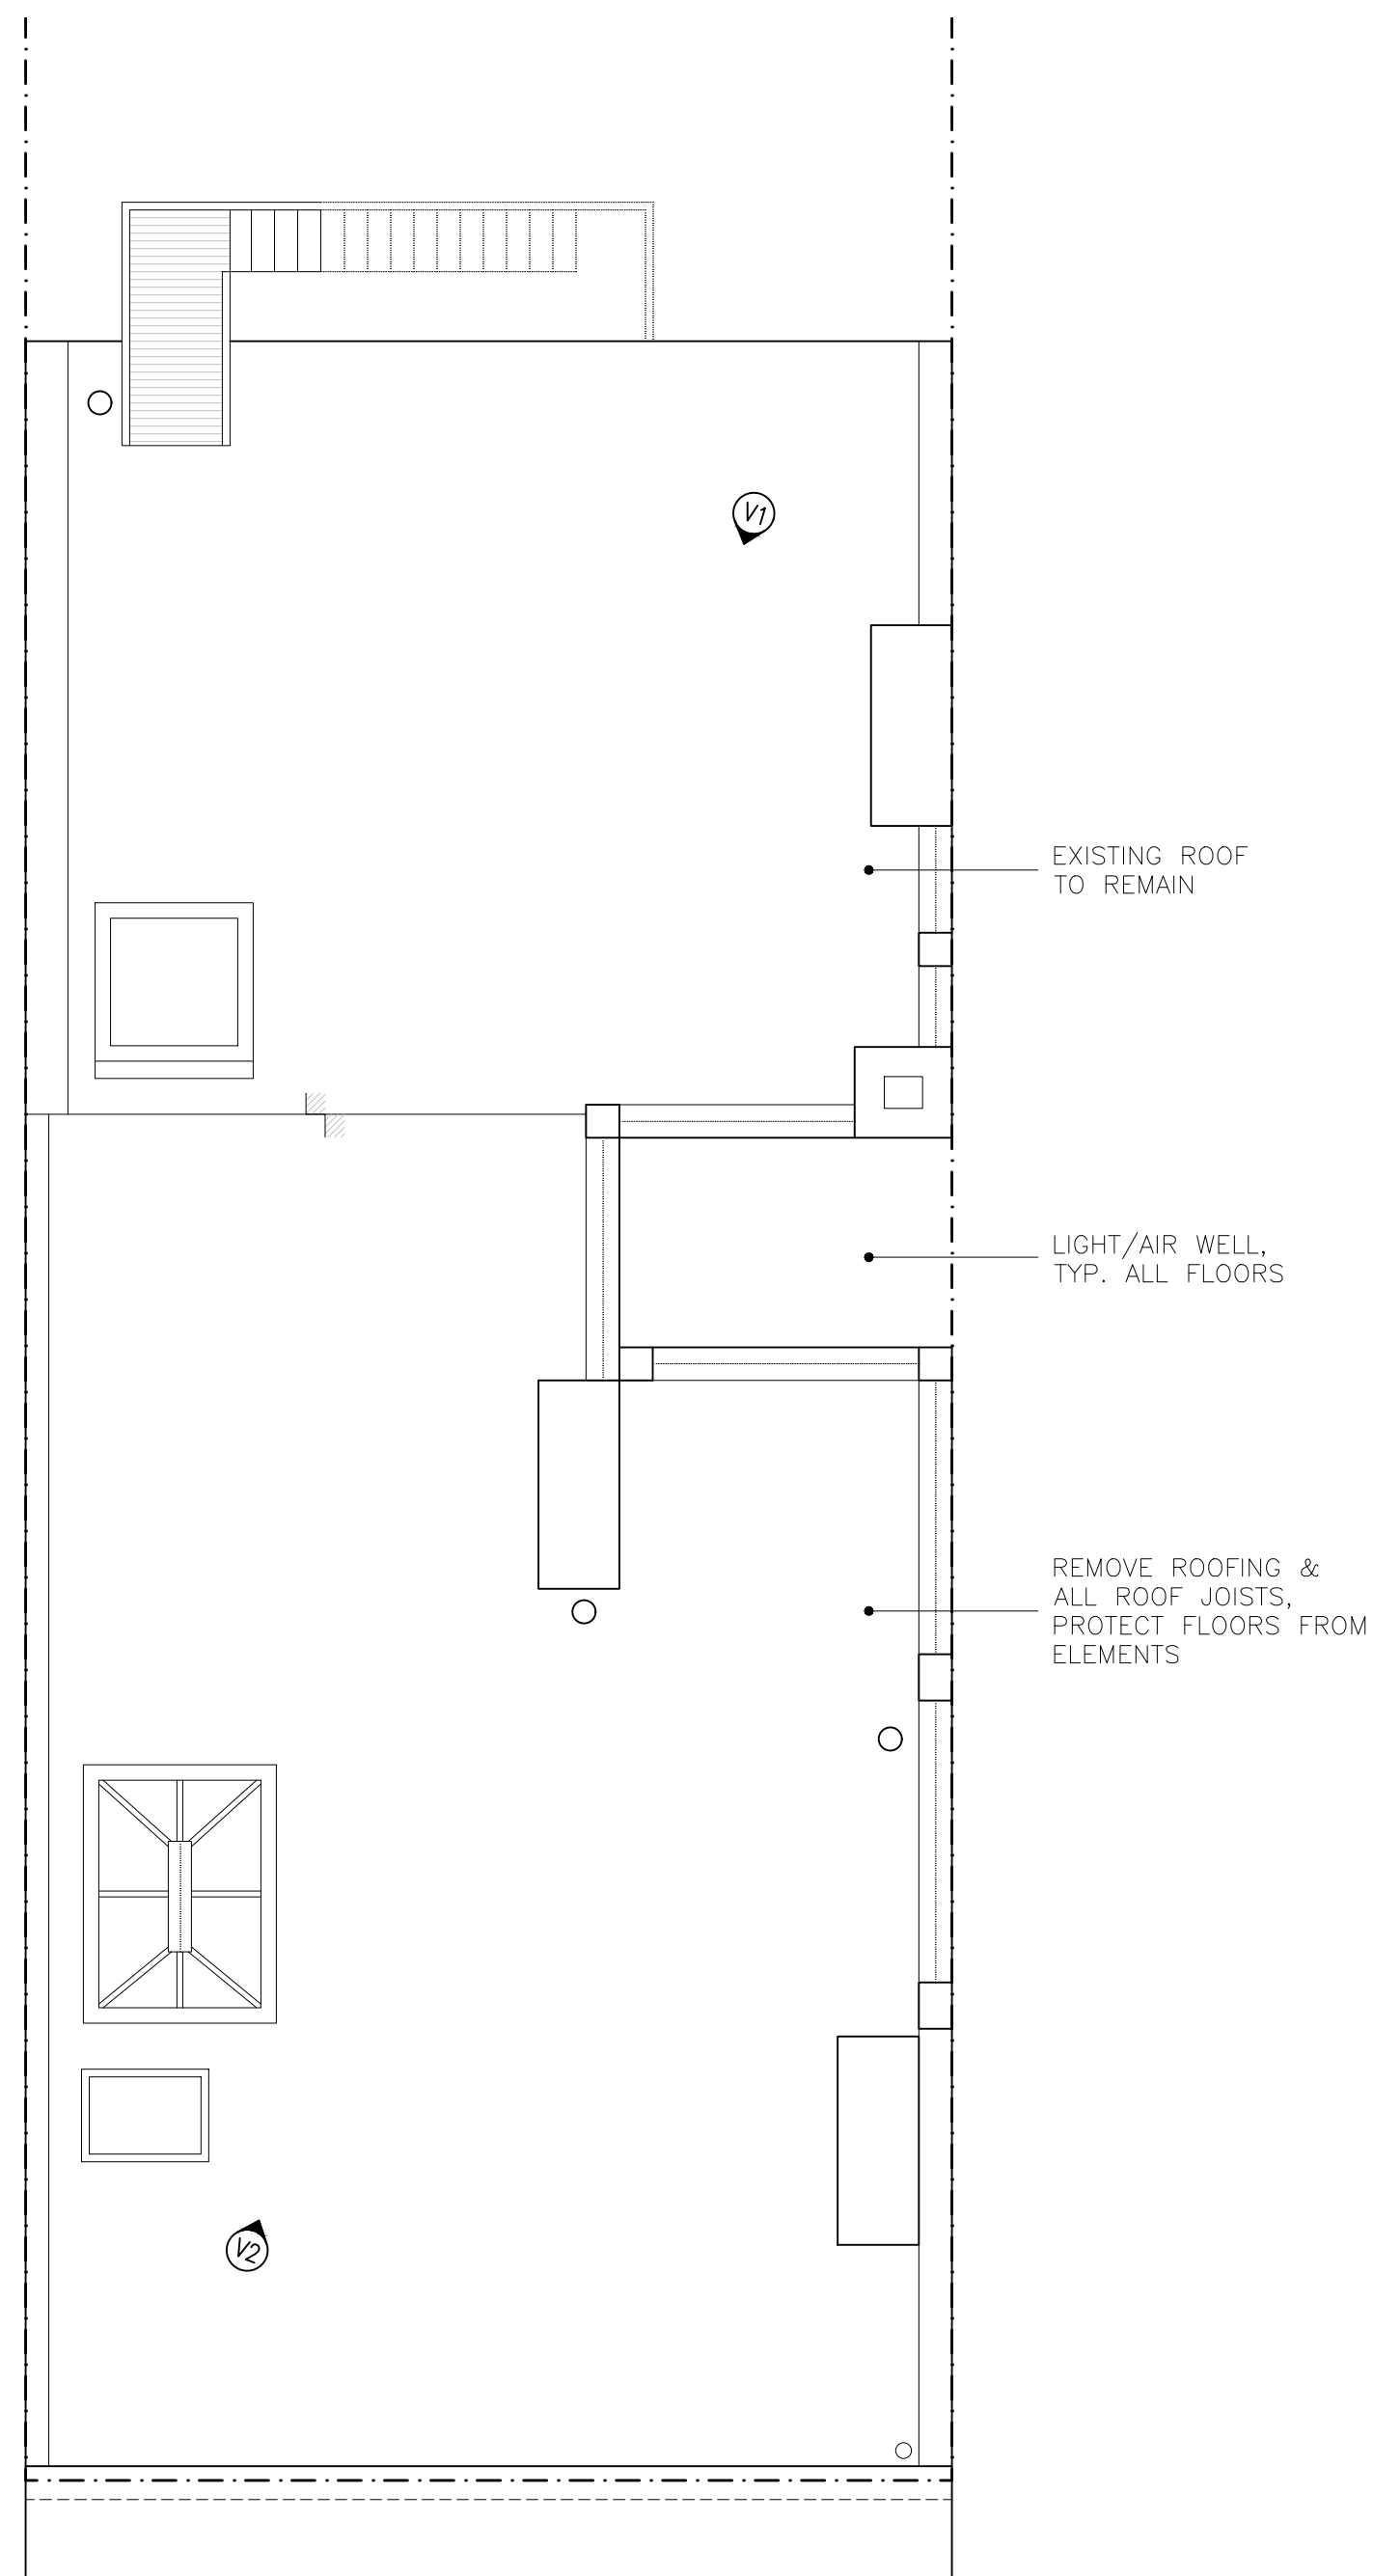 V1
EXISTING ROOF
TO REMAIN
LIGHT/AIR WELL,
TYP. ALL FLOORS
REMOVE ROOFING &
ALL ROOF JOISTS,
PROTECT FLOORS FROM
ELEMENTS
V2